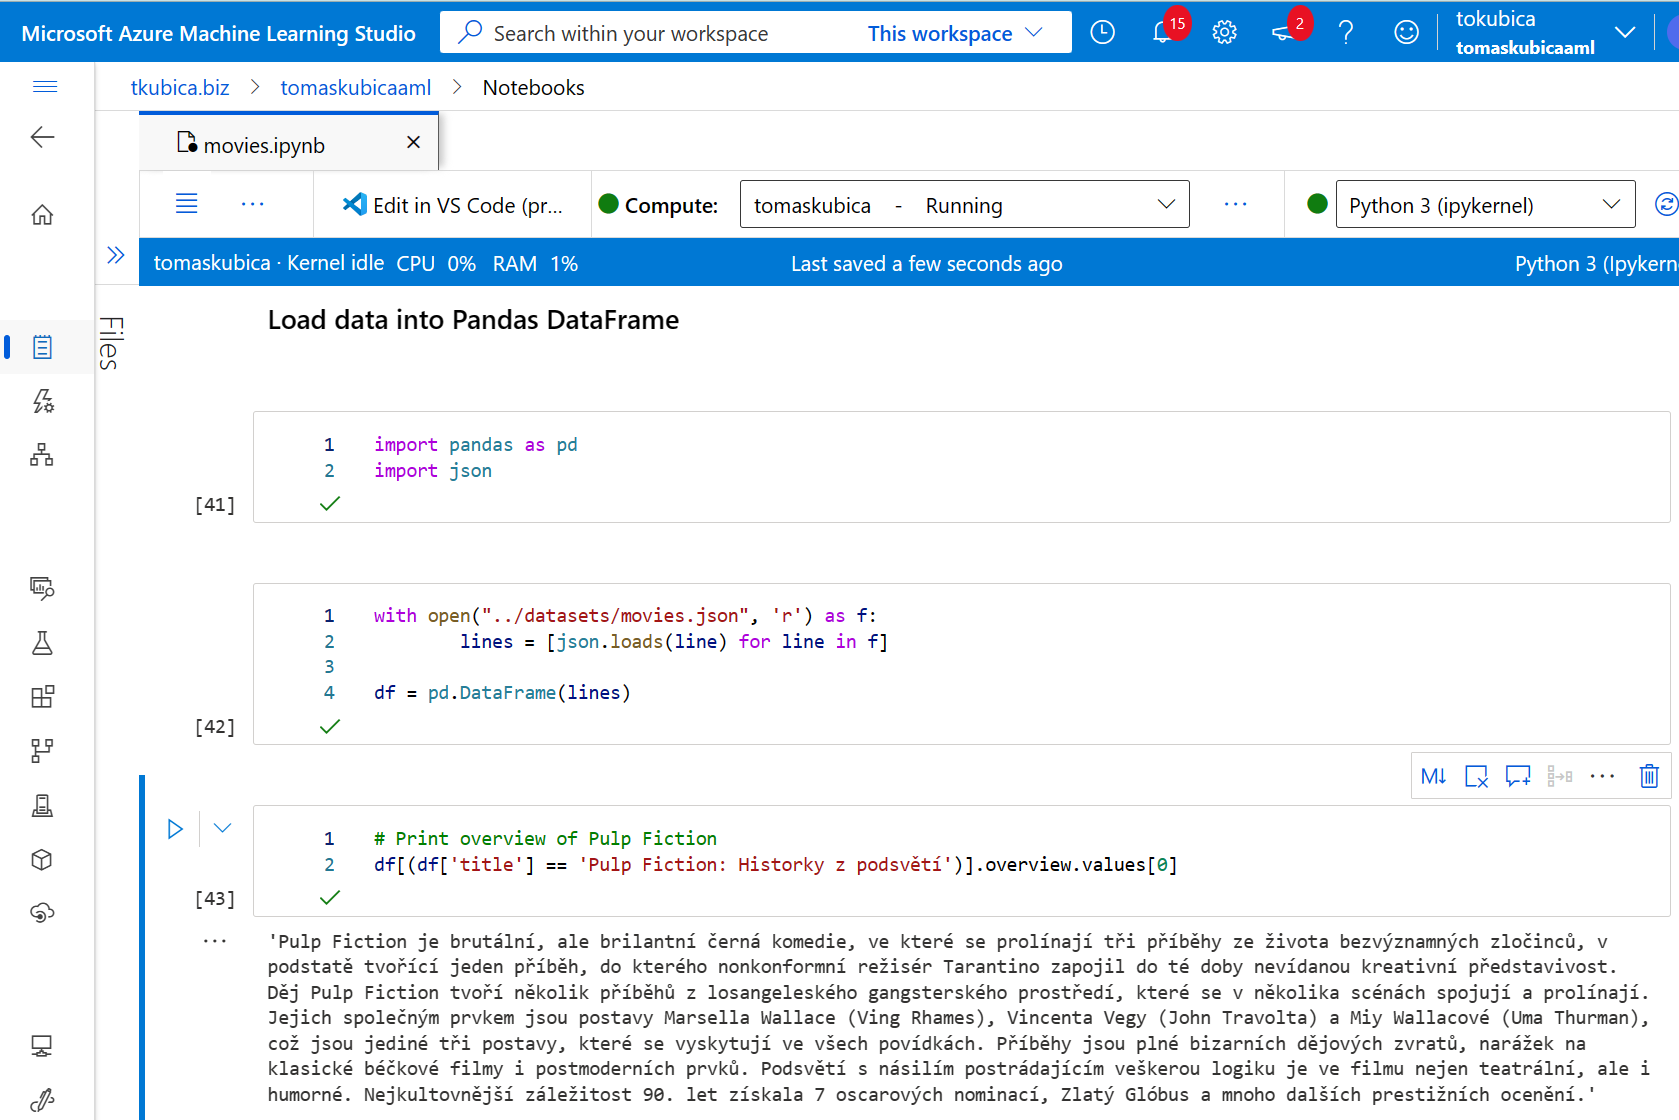 Microsoft Azure Machine Learning Studio
Search within your workspace
This workspace
15
2
tokubica
tomaskubicaaml
tkubica.biz > tomaskubicaaml > Notebooks
movies.ipynb
Edit in VS Code (pr...
Compute:
tomaskubica - Running
Python 3 (ipykernel)
tomaskubica · Kernel idle CPU 0% RAM 1%
Last saved a few seconds ago
Python 3 (Ipykern
Files
Load data into Pandas DataFrame
1 import pandas as pd
2 import json
[41]
1 with open("../datasets/movies.json", 'r') as f:
2 lines = [json.loads(line) for line in f]
3
4 df = pd.DataFrame(lines)
[42]
M↓
1 # Print overview of Pulp Fiction
2 df[(df['title'] == 'Pulp Fiction: Historky z podsvětí')].overview.values[0]
[43]
'Pulp Fiction je brutální, ale brilantní černá komedie, ve které se prolínají tři příběhy ze života bezvýznamných zločinců, v
podstatě tvořící jeden příběh, do kterého nonkonformní režisér Tarantino zapojil do té doby nevídanou kreativní představivost.
Děj Pulp Fiction tvoří několik příběhů z losangeleského gangsterského prostředí, které se v několika scénách spojují a prolínají.
Jejich společným prvkem jsou postavy Marsella Wallace (Ving Rhames), Vincenta Vegy (John Travolta) a Miy Wallacové (Uma Thurman),
což jsou jediné tři postavy, které se vyskytují ve všech povídkách. Příběhy jsou plné bizarních dějových zvratů, narážek na
klasické béčkové filmy i postmoderních prvků. Podsvětí s násilím postrádajícím veškerou logiku je ve filmu nejen teatrální, ale i
humorné. Nejkultovnější záležitost 90. let získala 7 oscarových nominací, Zlatý Glóbus a mnoho dalších prestižních ocenění.'